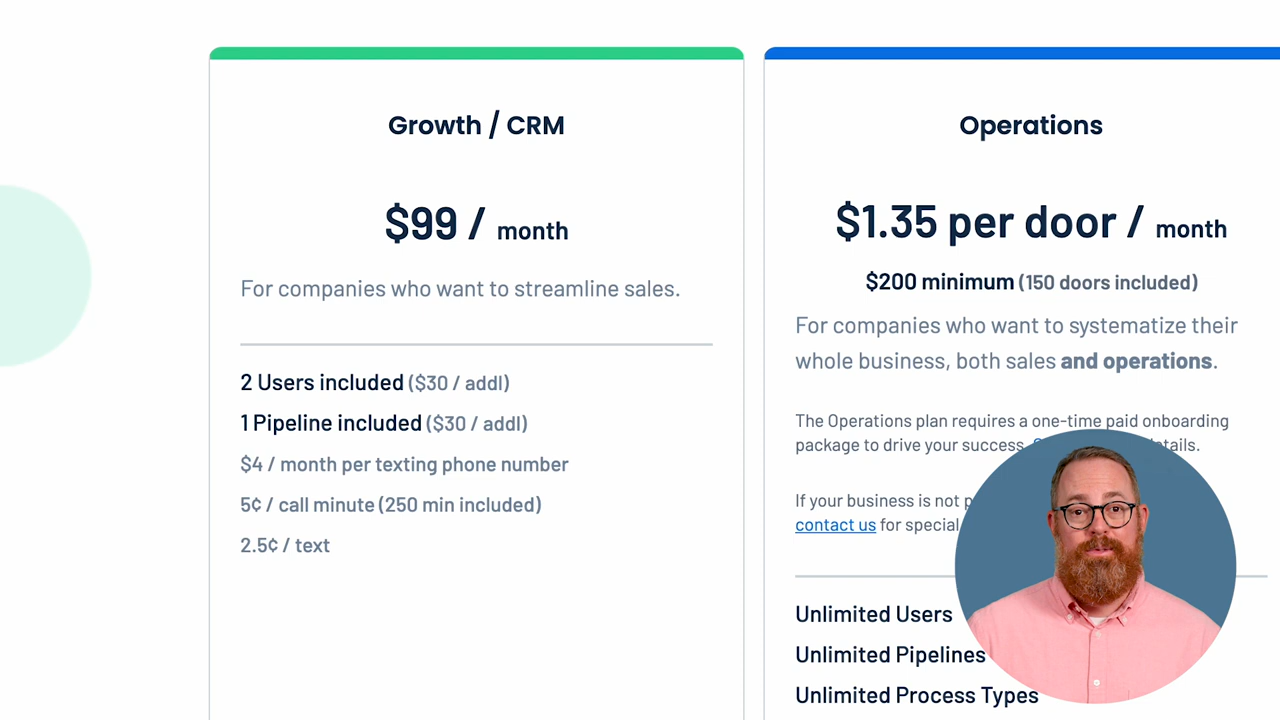 Growth / CRM
$99 / month
For companies who want to streamline sales.
2 Users included ($30 / addl)
1 Pipeline included ($30 / addl)
$4 / month per texting phone number
5¢ / call minute (250 min included)
2.5¢ / text
Operations
$1.35 per door / month
$200 minimum (150 doors included)
For companies who want to systematize their
whole business, both sales and operations.
The Operations plan requires a one-time paid onboarding
package to drive your success.
If your business is not
contact us for special
Unlimited Users
Unlimited Pipelines
Unlimited Process Types